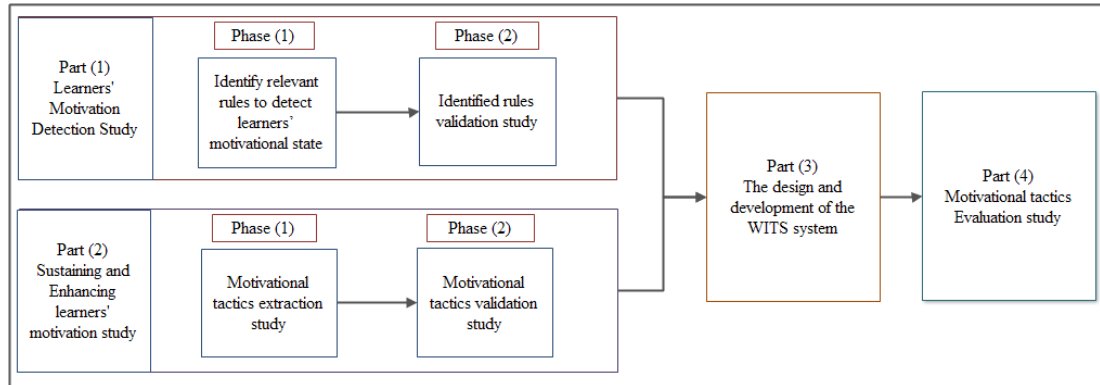 Part (1)
Learners'
Motivation
Detection Study
Phase (1)
Identify relevant
rules to detect
learners’
motivational state
Phase (2)
Identified rules
validation study
Part (2)
Sustaining and
Enhancing
learners'
motivation study
Phase (1)
Motivational
tactics extraction
study
Phase (2)
Motivational
tactics validation
study
Part (3)
The design and
development of the
WITS system
Part (4)
Motivational tactics
Evaluation study